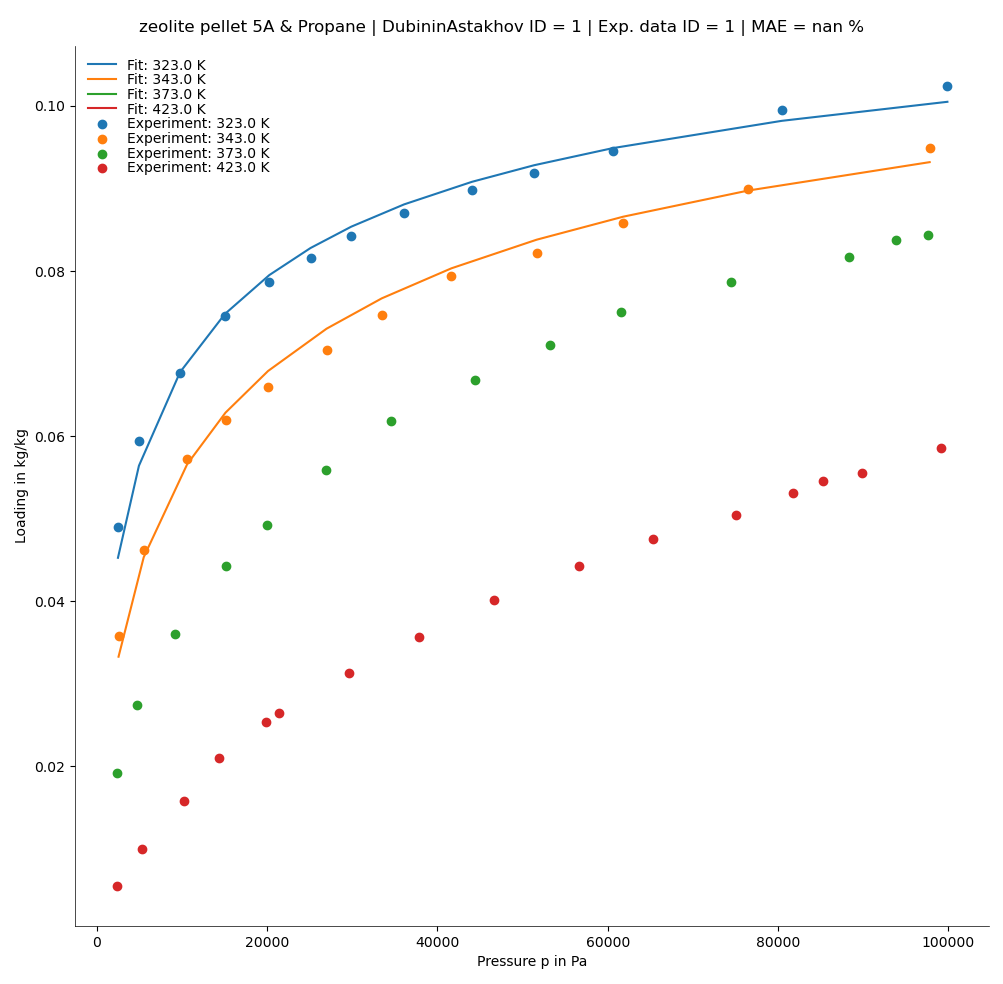 zeolite pellet 5A & Propane | DubininAstakhov ID = 1 | Exp. data ID = 1 | MAE = nan %
Fit: 323.0 K
Fit: 343.0 K
Fit: 373.0 K
Fit: 423.0 K
Experiment: 323.0 K
Experiment: 343.0 K
Experiment: 373.0 K
Experiment: 423.0 K
0.10
0.08
0.06
0.04
0.02
Loading in kg/kg
0 20000 40000 60000 80000 100000
Pressure p in Pa